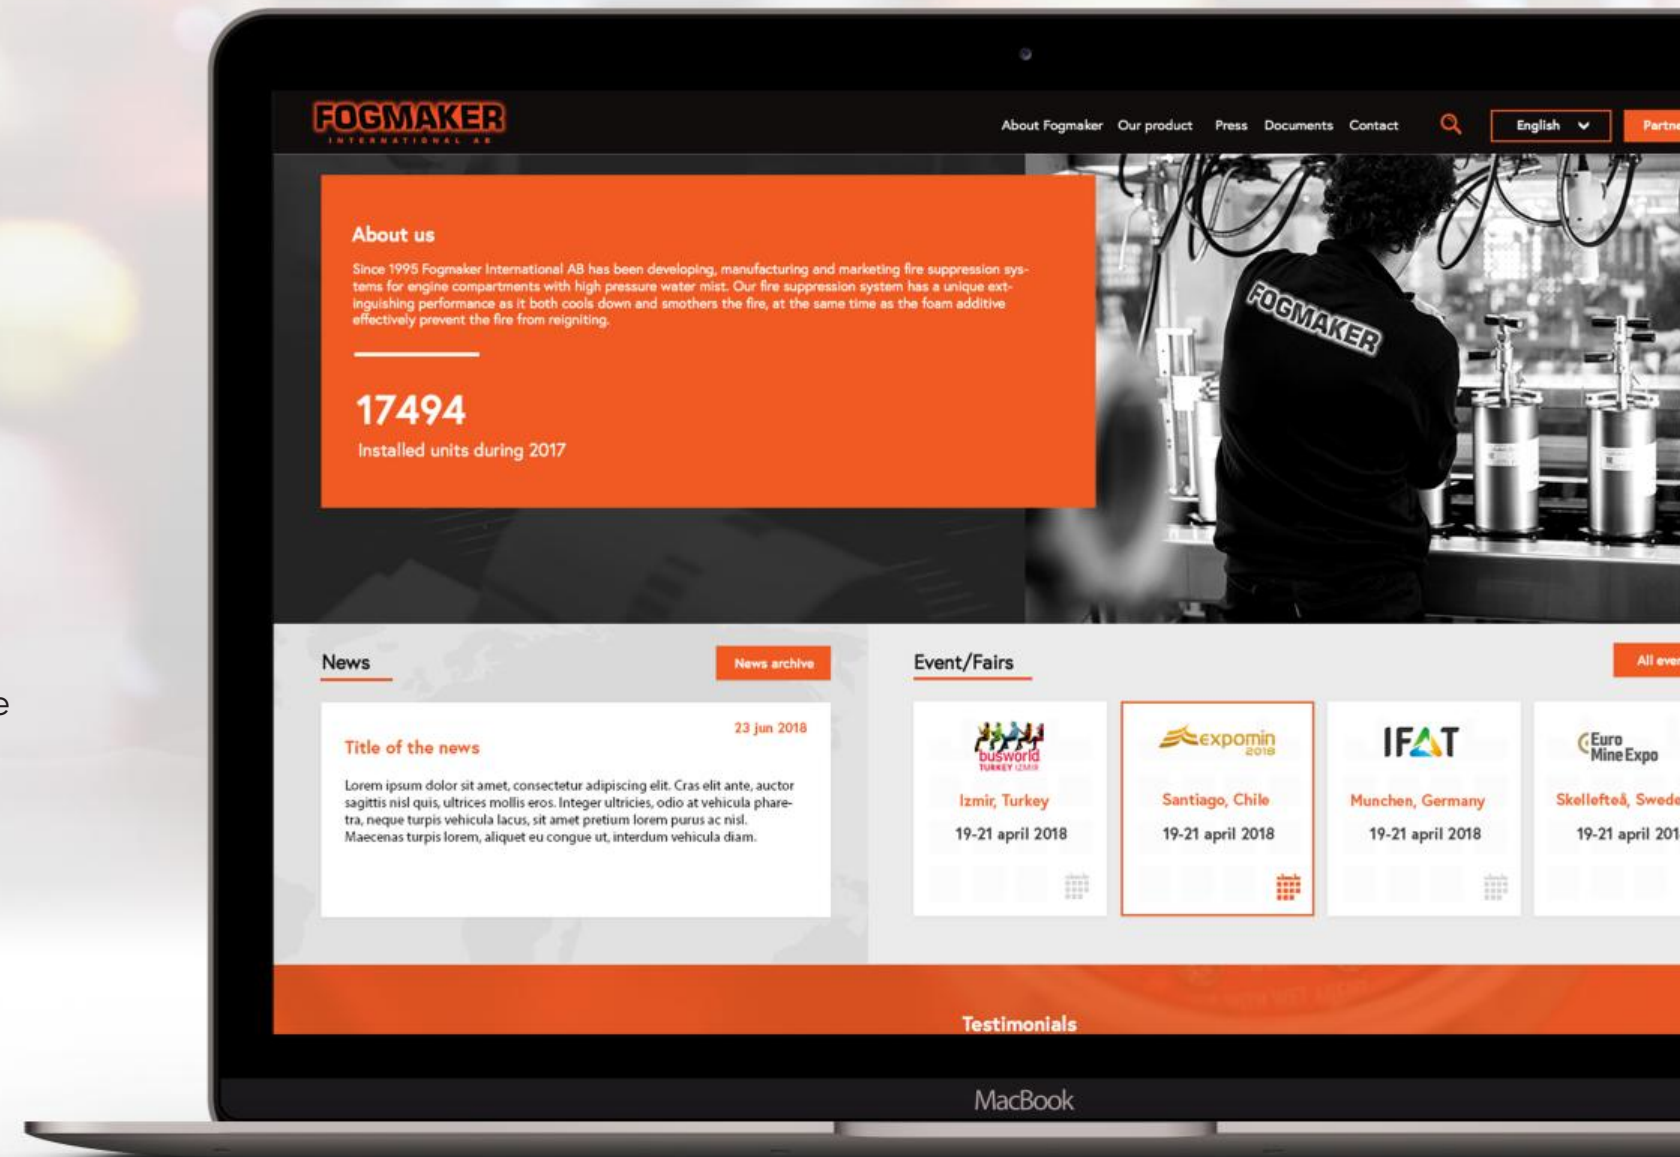 FOGMAKER
INTERNATIONAL AB
About Fogmaker Our product Press Documents Contact
English
Partne
About us
Since 1995 Fogmaker International AB has been developing, manufacturing and marketing fire suppression sys-
tems for engine compartments with high pressure water mist. Our fire suppression system has a unique ext-
inguishing performance as it both cools down and smothers the fire, at the same time as the foam additive
effectively prevent the fire from reigniting.
17494
Installed units during 2017
FOGMAKER
News
News archive
23 jun 2018
Title of the news
Lorem ipsum dolor sit amet, consectetur adipiscing elit. Cras elit ante, auctor
sagittis nisl quis, ultrices mollis eros. Integer ultricies, odio at vehicula phare-
tra, neque turpis vehicula lacus, sit amet pretium lorem purus ac nisl.
Maecenas turpis lorem, aliquet eu congue ut, interdum vehicula diam.
Event/Fairs
All even
busworld
TURKEY IZMIR
Izmir, Turkey
19-21 april 2018
expomin
2018
Santiago, Chile
19-21 april 2018
IFAT
Munchen, Germany
19-21 april 2018
Euro
Mine Expo
Skellefteå, Swede
19-21 april 201
Testimonials
MacBook
e